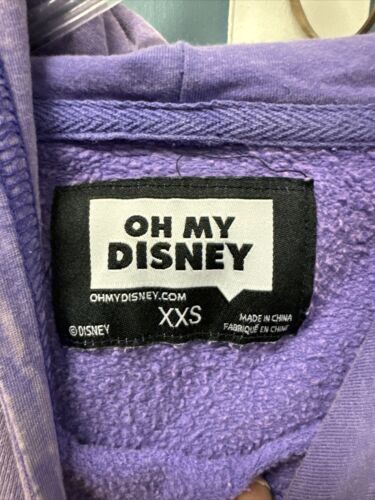 OH MY
DISNEY
OHMYDISNEY.COM
XXS
MADE IN CHINA
© DISNEY
FABRIQUÉ EN CHINE